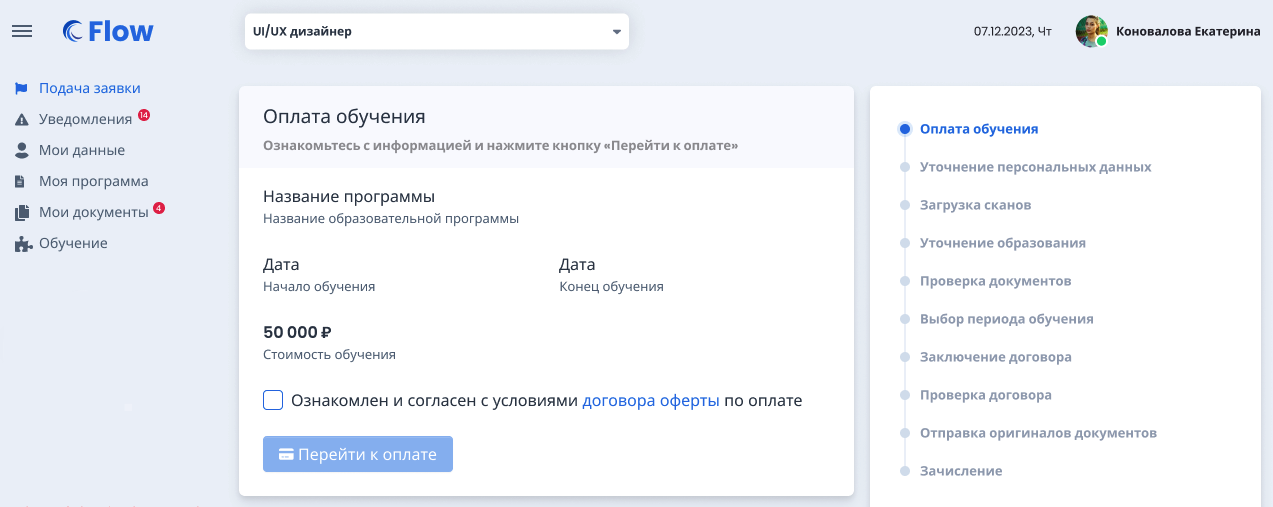 Flow
UI/UX дизайнер
07.12.2023, Чт
Коновалова Екатерина
Подача заявки
Уведомления 14
Мои данные
Моя программа
Мои документы 4
Обучение
Оплата обучения
Ознакомьтесь с информацией и нажмите кнопку «Перейти к оплате»
Название программы
Название образовательной программы
Дата
Начало обучения
Дата
Конец обучения
50 000 ₽
Стоимость обучения
Ознакомлен и согласен с условиями договора оферты по оплате
Перейти к оплате
Оплата обучения
Уточнение персональных данных
Загрузка сканов
Уточнение образования
Проверка документов
Выбор периода обучения
Заключение договора
Проверка договора
Отправка оригиналов документов
Зачисление